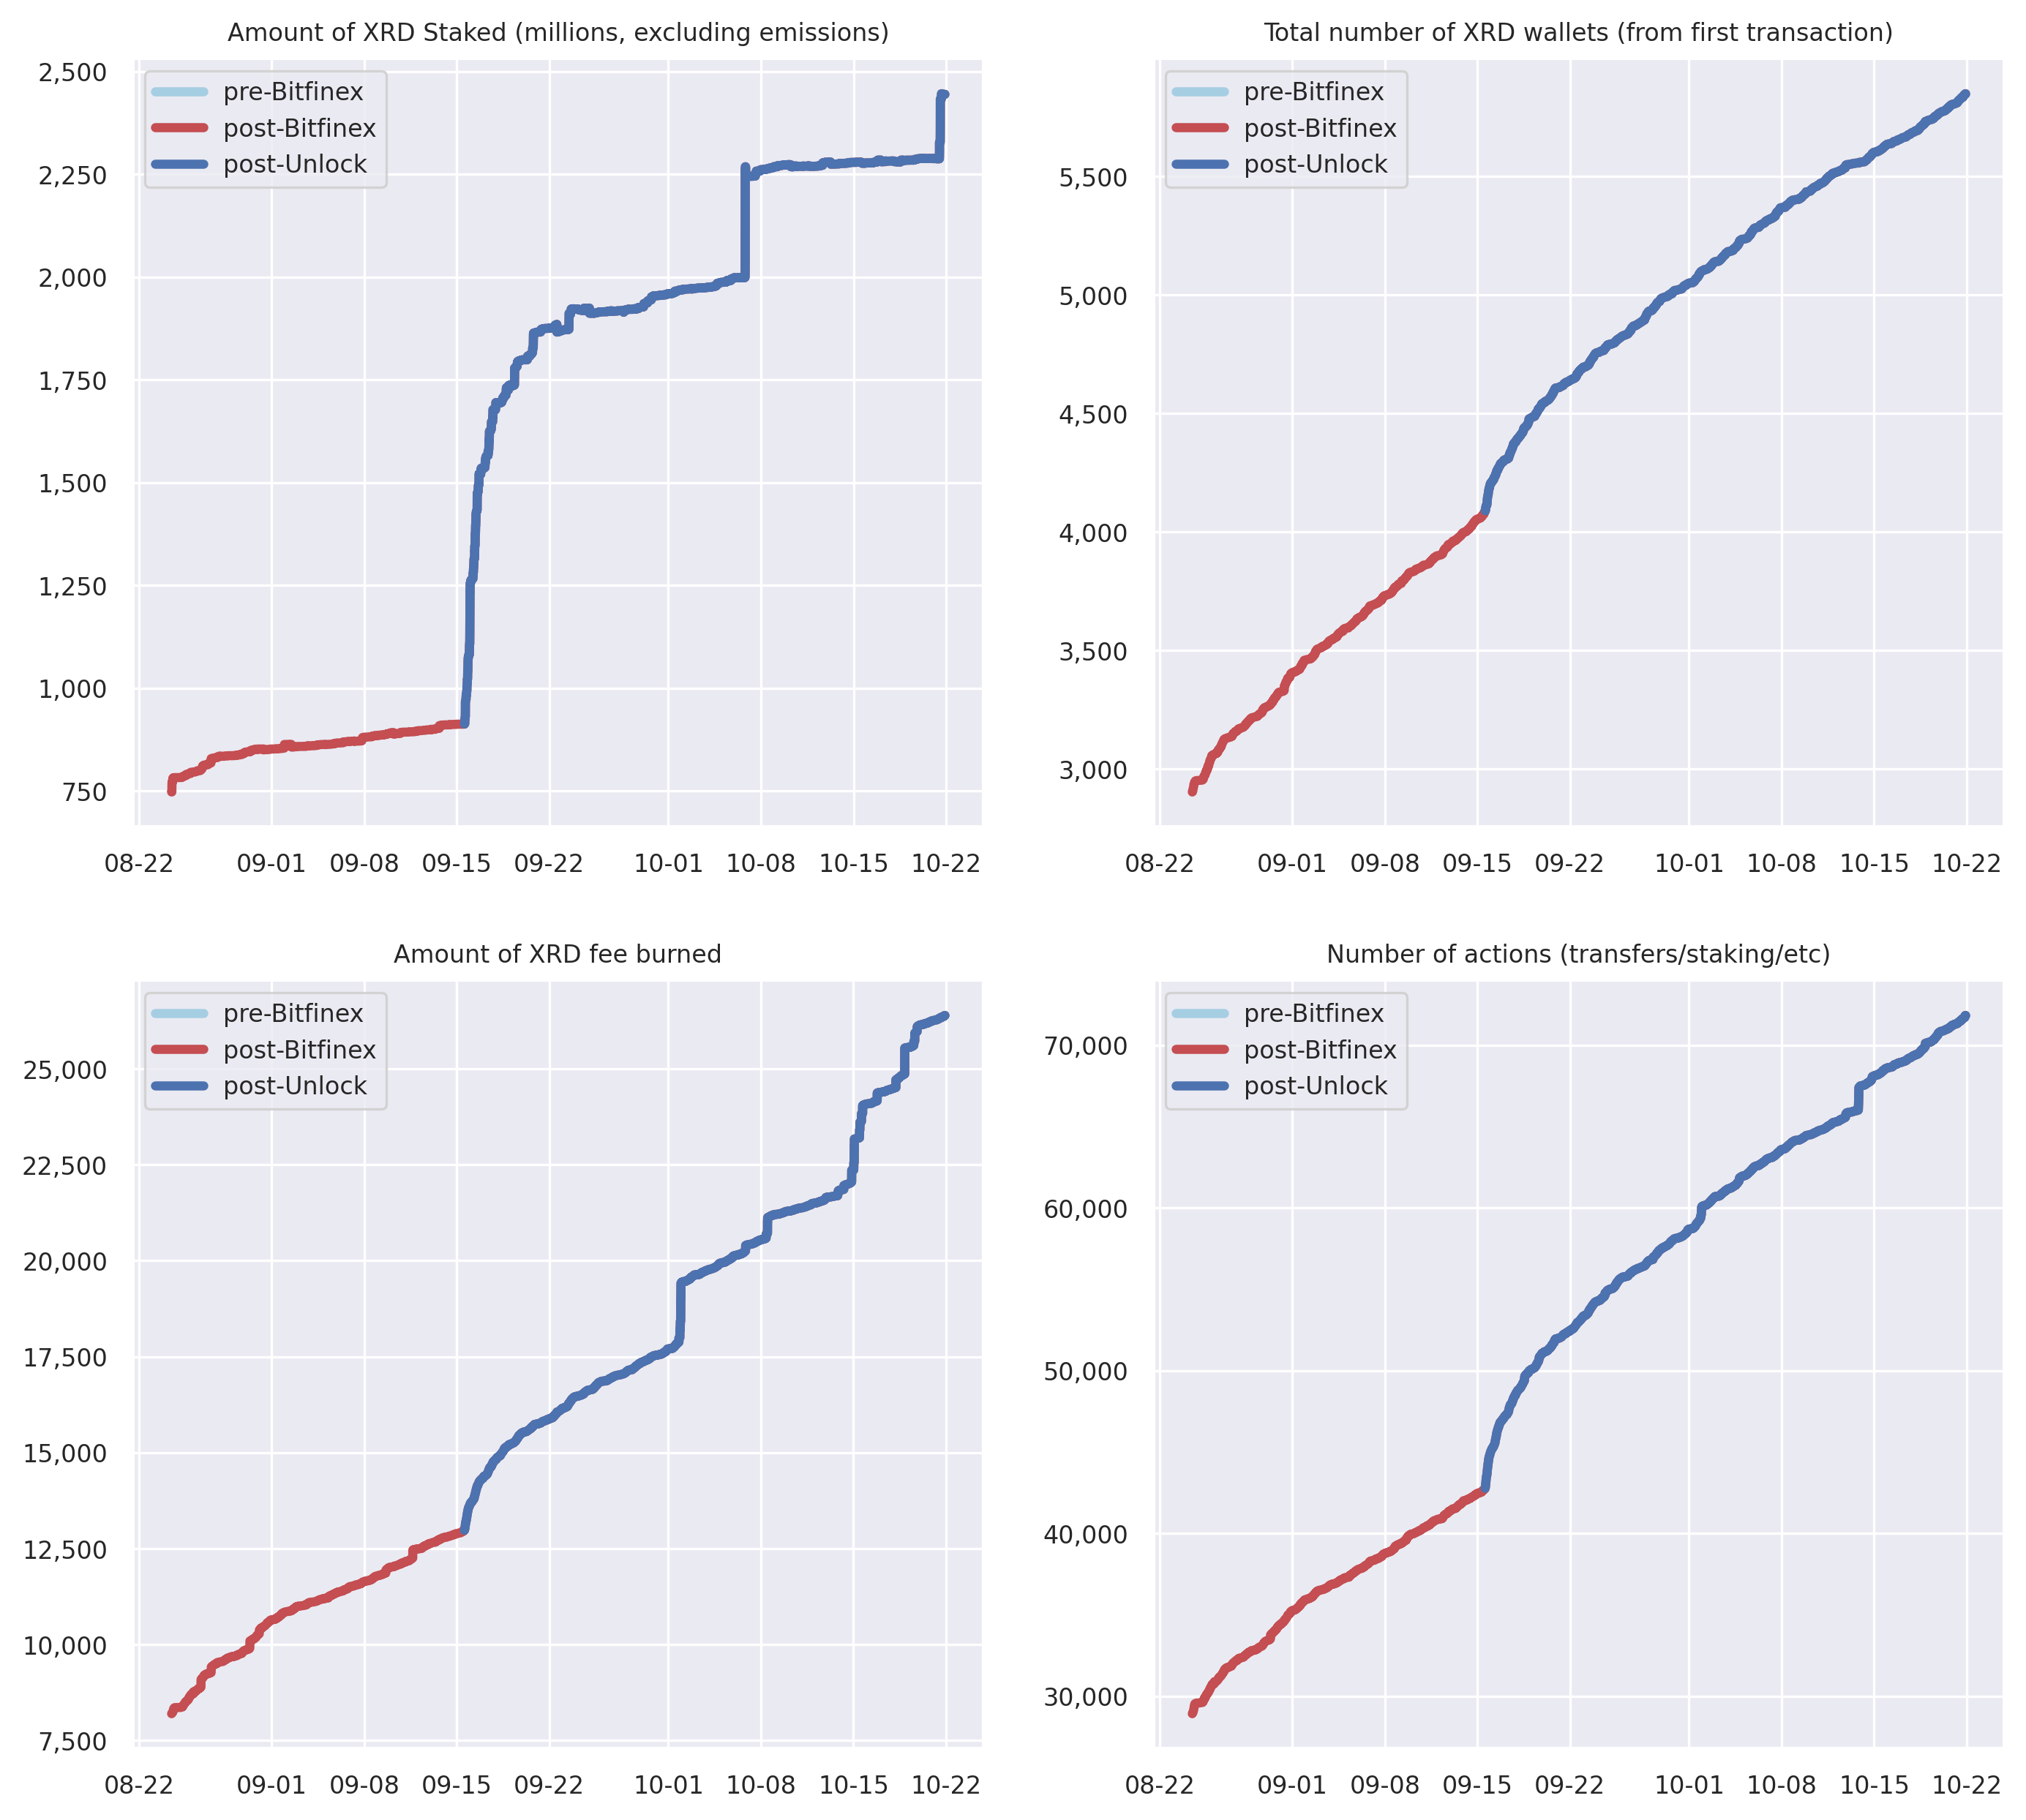 Amount of XRD Staked (millions, excluding emissions)
pre-Bitfinex
post-Bitfinex
post-Unlock
2,500
2,250
2,000
1,750
1,500
1,250
1,000
750
08-22 09-01 09-08 09-15 09-22 10-01 10-08 10-15 10-22
Total number of XRD wallets (from first transaction)
pre-Bitfinex
post-Bitfinex
post-Unlock
5,500
5,000
4,500
4,000
3,500
3,000
08-22 09-01 09-08 09-15 09-22 10-01 10-08 10-15 10-22
Amount of XRD fee burned
pre-Bitfinex
post-Bitfinex
post-Unlock
25,000
22,500
20,000
17,500
15,000
12,500
10,000
7,500
08-22 09-01 09-08 09-15 09-22 10-01 10-08 10-15 10-22
Number of actions (transfers/staking/etc)
pre-Bitfinex
post-Bitfinex
post-Unlock
70,000
60,000
50,000
40,000
30,000
08-22 09-01 09-08 09-15 09-22 10-01 10-08 10-15 10-22